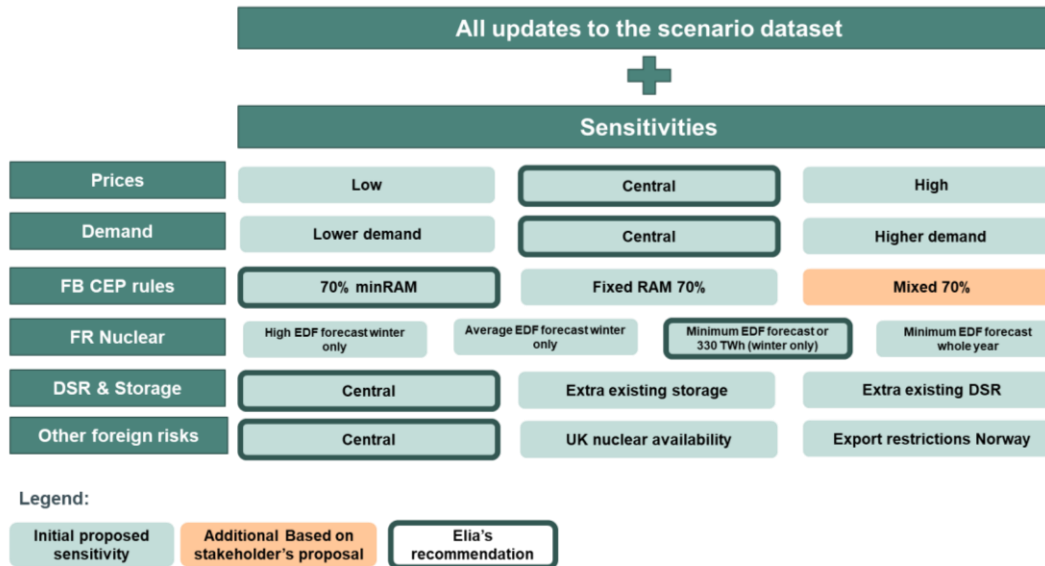 All updates to the scenario dataset
Sensitivities
Prices
Low
Central
High
Demand
Lower demand
Central
Higher demand
FB CEP rules
70% minRAM
Fixed RAM 70%
Mixed 70%
FR Nuclear
High EDF forecast winter
only
Average EDF forecast winter
only
Minimum EDF forecast or
330 TWh (winter only)
Minimum EDF forecast
whole year
DSR & Storage
Central
Extra existing storage
Extra existing DSR
Other foreign risks
Central
UK nuclear availability
Export restrictions Norway
Legend:
Initial proposed
sensitivity
Additional Based on
stakeholder's proposal
Elia's
recommendation